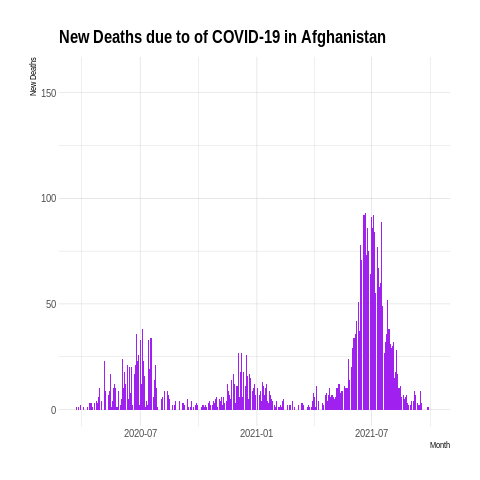 New Deaths due to of COVID-19 in Afghanistan
New Deaths
150
100
50
0
2020-07 2021-01 2021-07
Month